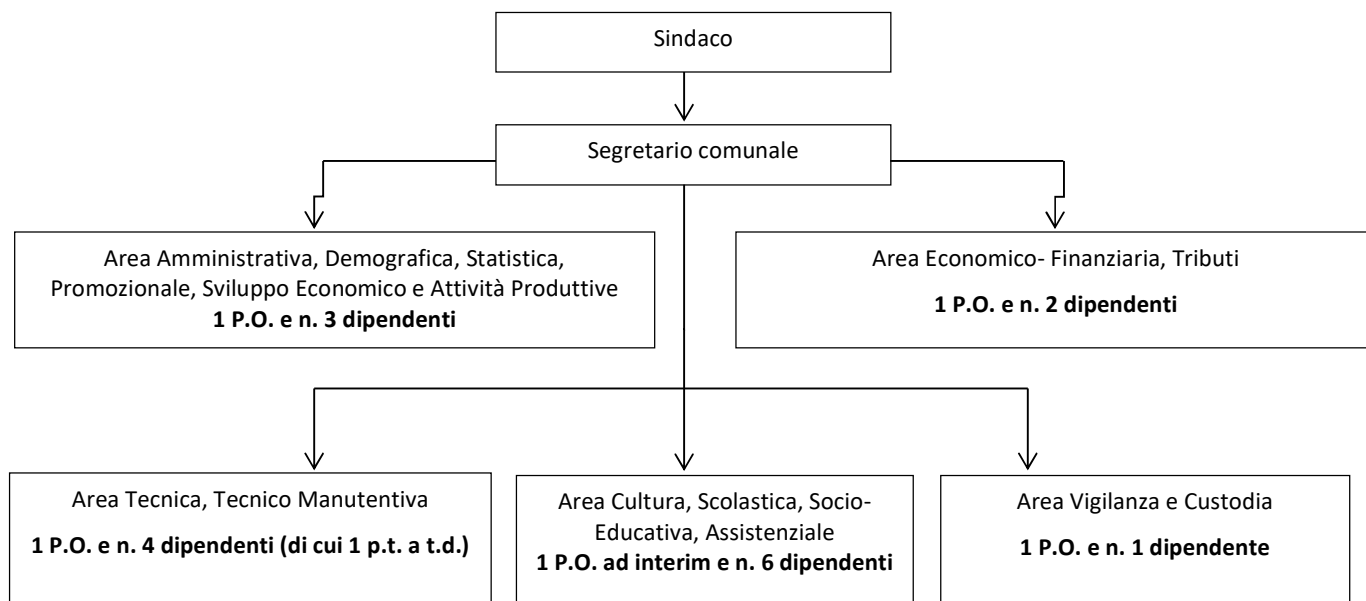 Sindaco
Segretario comunale
Area Amministrativa, Demografica, Statistica,
Promozionale, Sviluppo Economico e Attività Produttive
1 P.O. e n. 3 dipendenti
Area Economico- Finanziaria, Tributi
1 P.O. e n. 2 dipendenti
Area Tecnica, Tecnico Manutentiva
1 P.O. e n. 4 dipendenti (di cui 1 p.t. a t.d.)
Area Cultura, Scolastica, Socio-
Educativa, Assistenziale
1 P.O. ad interim e n. 6 dipendenti
Area Vigilanza e Custodia
1 P.O. e n. 1 dipendente